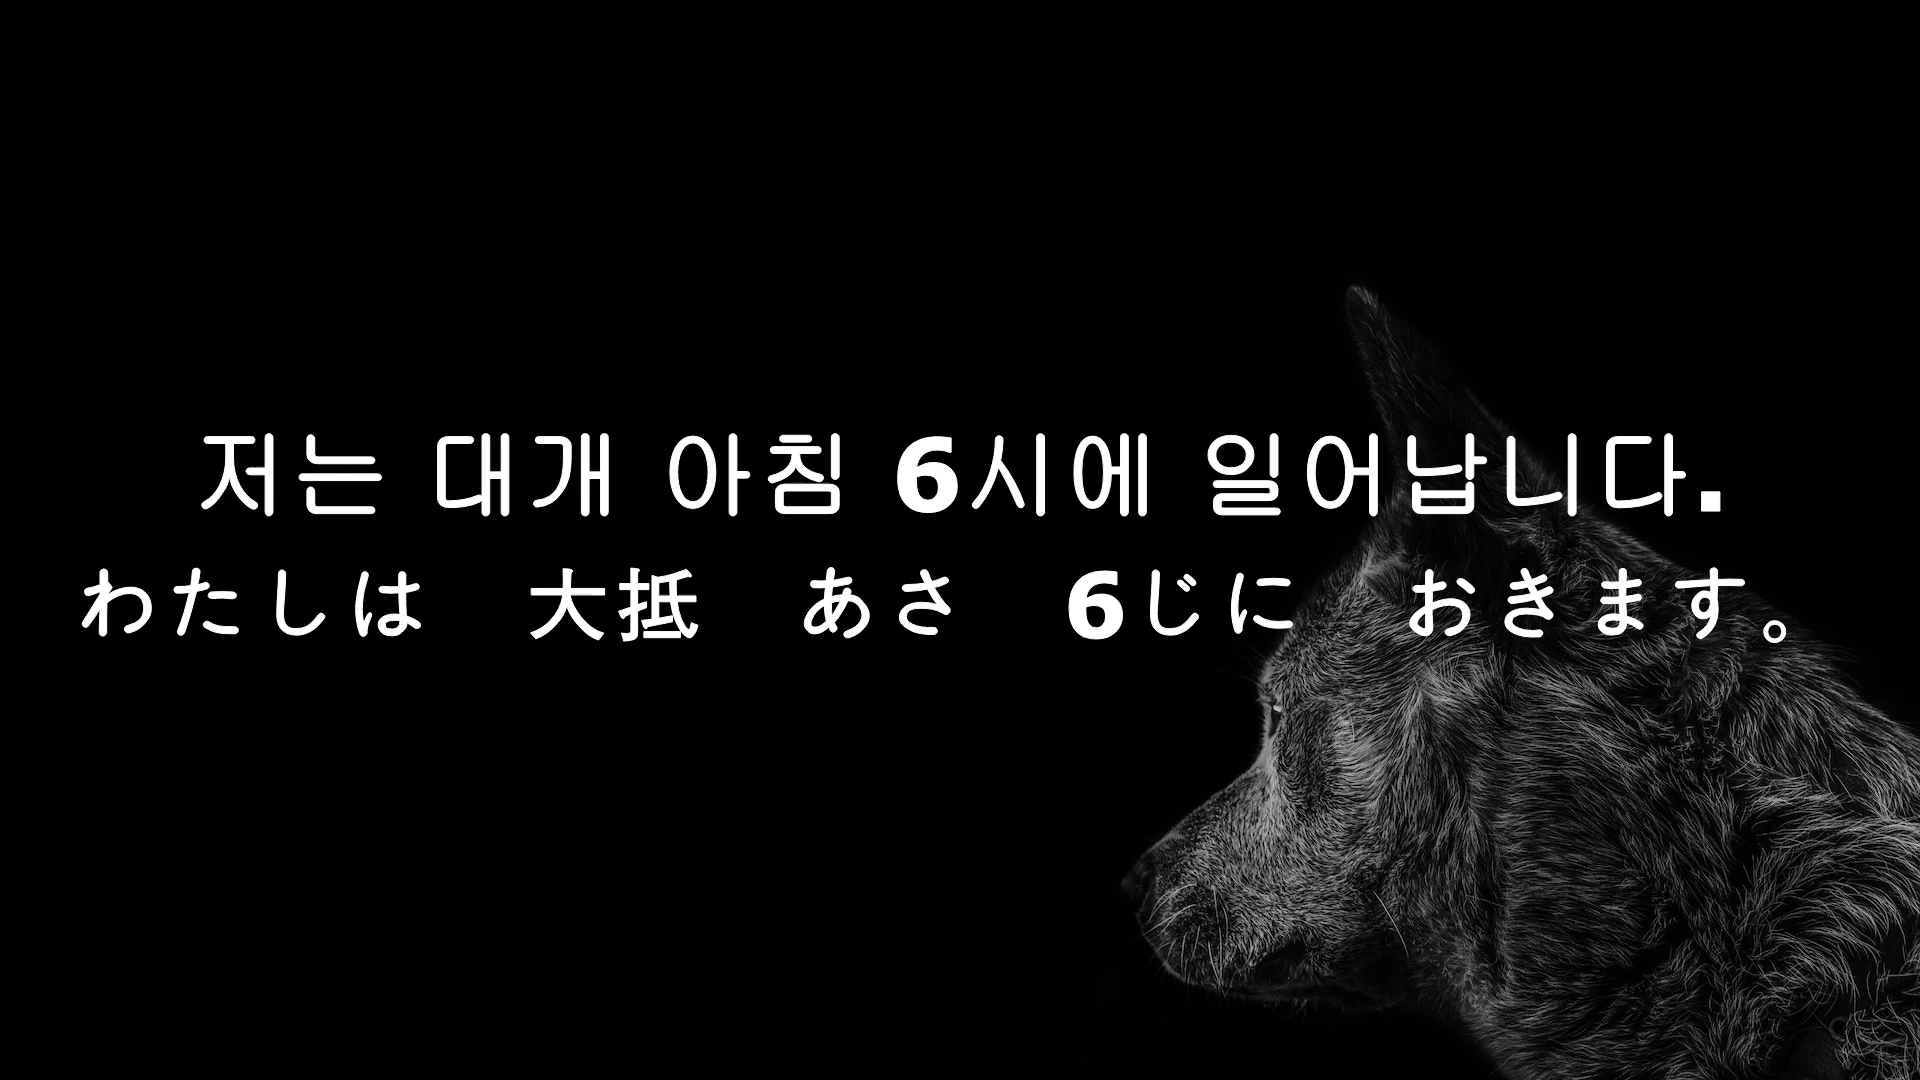 저는 대개 아침 6시에 일어납니다.
わたしは　大抵　あさ　6じに　おきます。